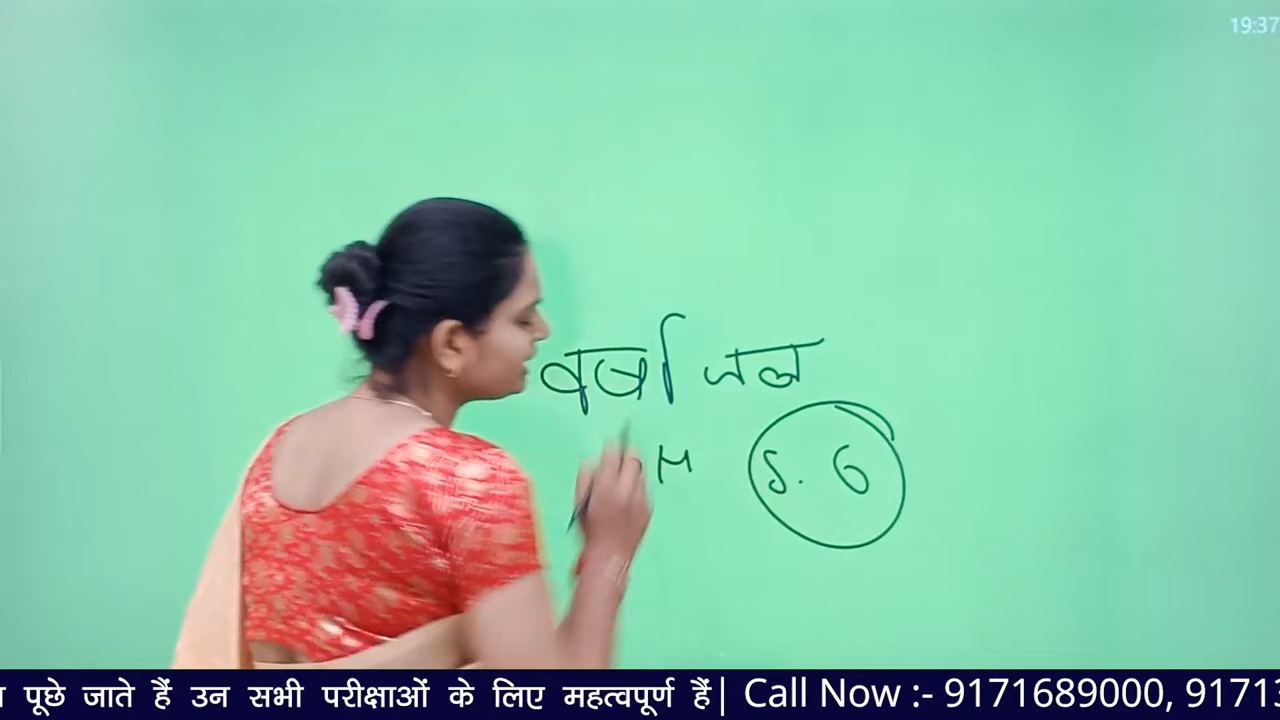 19:37
वर्षा जल
H 5.6
पूछे जाते हैं उन सभी परीक्षाओं के लिए महत्वपूर्ण हैं| Call Now :- 9171689000, 9171